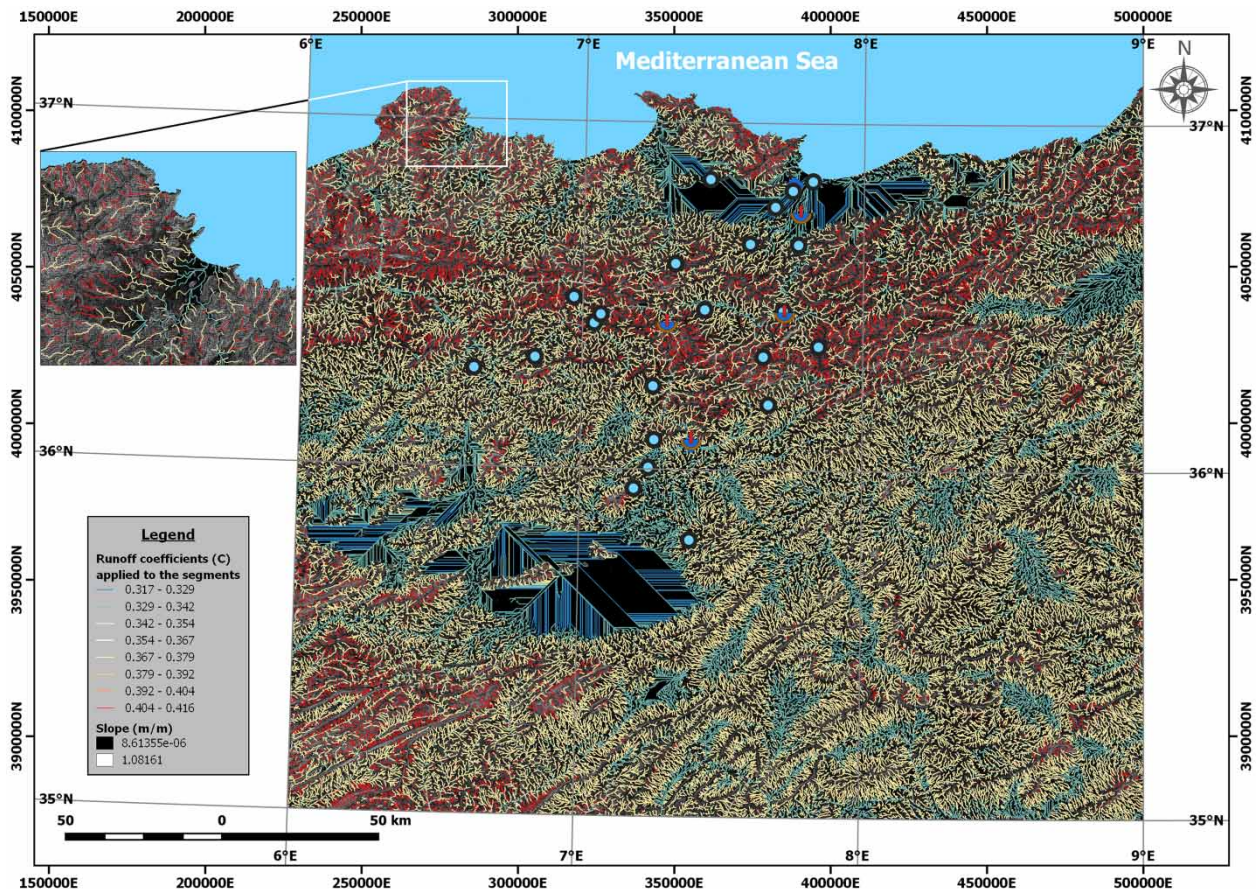 150000E 200000E 250000E 300000E 350000E 400000E 450000E 500000E
6°E 7°E 8°E 9°E
Mediterranean Sea
N
37°N
37°N
4100000N
4100000N
4050000N
4050000N
4000000N
4000000N
36°N
36°N
3950000N
3950000N
Legend
Runoff coefficients (C)
applied to the segments
0.317 - 0.329
0.329 - 0.342
0.342 - 0.354
0.354 - 0.367
0.367 - 0.379
0.379 - 0.392
0.392 - 0.404
0.404 - 0.416
Slope (m/m)
8.61355e-06
1.08161
3900000N
3900000N
35°N
35°N
50 0 50 km
6°E 7°E 8°E 9°E
150000E 200000E 250000E 300000E 350000E 400000E 450000E 500000E